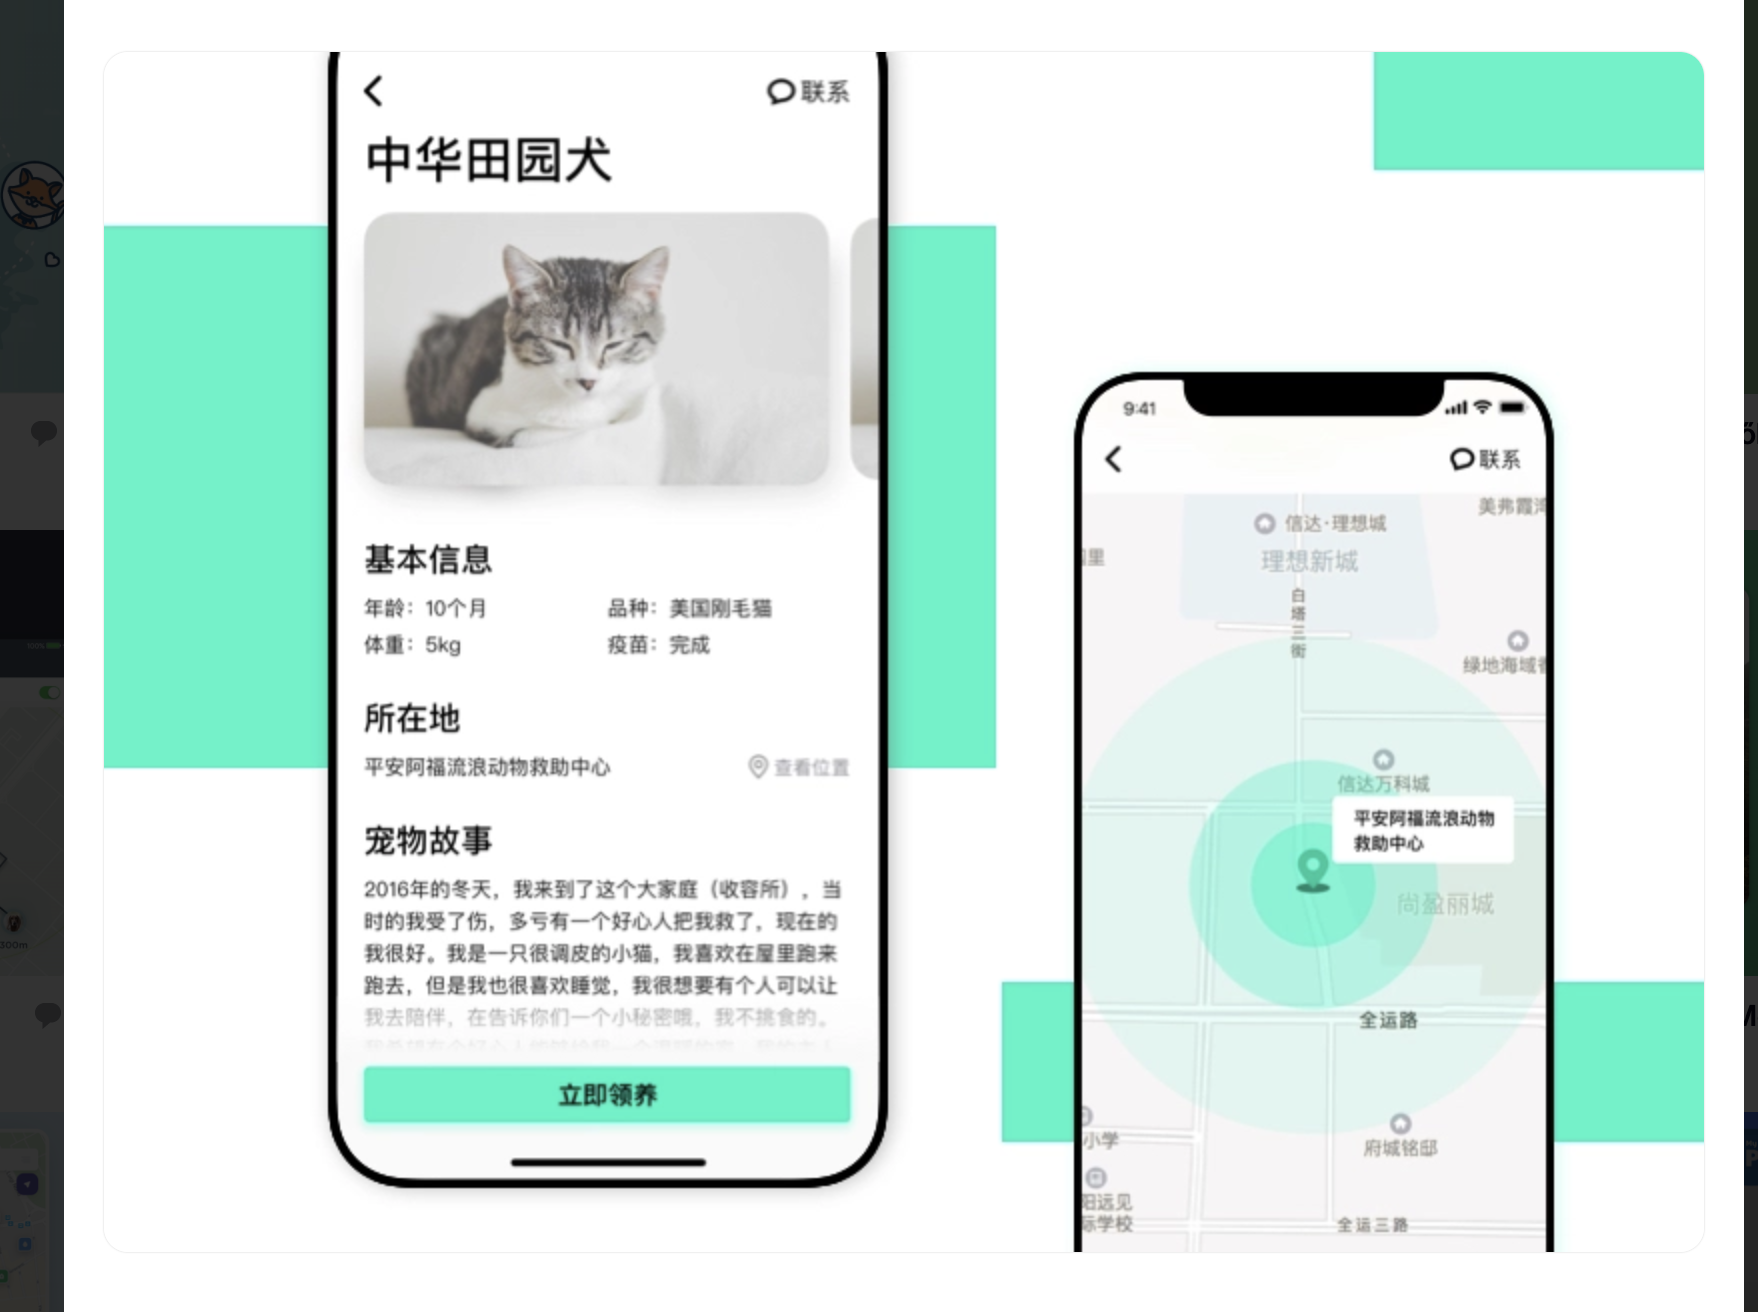 联系
中华田园犬
基本信息
年龄：10个月
品种：美国刚毛猫
体重：5kg
疫苗：完成
所在地
平安阿福流浪动物救助中心
查看位置
宠物故事
2016年的冬天，我来到了这个大家庭（收容所），当
时的我受了伤，多亏有一个好心人把我救了，现在的
我很好。我是一只很调皮的小猫，我喜欢在屋里跑来
跑去，但是我也很喜欢睡觉，我很想要有个人可以让
我去陪伴，在告诉你们一个小秘密哦，我不挑食的。
立即领养
9:41
联系
美弗霞湾
信达·理想城
理想新城
里
白塔三街
绿地海域香
信达万科城
平安阿福流浪动物
救助中心
尚盈丽城
全运路
府城铭邸
小学
阳远见
际学校
全运三路
300m
100%